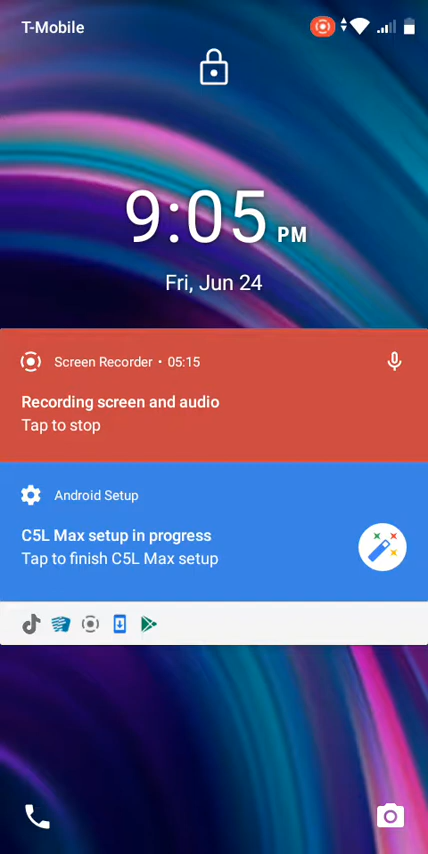 T-Mobile
9:05 PM
Fri, Jun 24
Screen Recorder • 05:15
Recording screen and audio
Tap to stop
Android Setup
C5L Max setup in progress
Tap to finish C5L Max setup